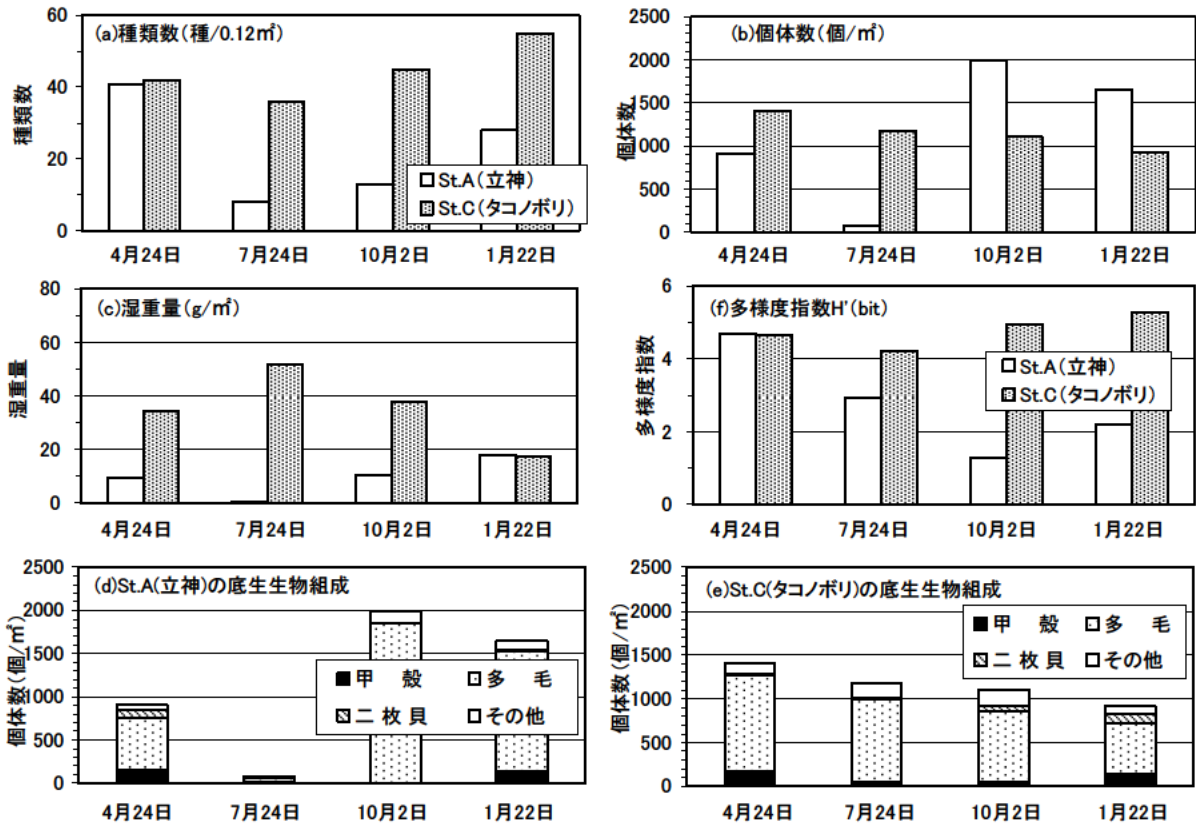 (a)種類数(種/0.12㎡)
種類数
60
40
20
0
□St.A(立神)
St.C(タコノボリ)
4月24日 7月24日 10月2日 1月22日
(b)個体数(個/㎡)
個体数
2500
2000
1500
1000
500
0
4月24日 7月24日 10月2日 1月22日
(c)湿重量(g/㎡)
湿重量
80
60
40
20
0
4月24日 7月24日 10月2日 1月22日
(f)多様度指数H'(bit)
多様度指数
6
4
2
0
St.A(立神)
St.C(タコノボリ)
4月24日 7月24日 10月2日 1月22日
(d)St.A(立神)の底生生物組成
個体数(個/㎡)
2500
2000
1500
1000
500
0
甲 殻 多 毛
二枚貝 その他
4月24日 7月24日 10月2日 1月22日
(e)St.C(タコノボリ)の底生生物組成
個体数(個/㎡)
2500
2000
1500
1000
500
0
甲 殻 多 毛
二枚貝 その他
4月24日 7月24日 10月2日 1月22日